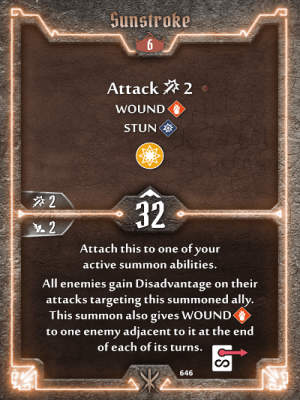 Sunstroke
6
Attack 2
WOUND
STUN
2
32
2
Attach this to one of your
active summon abilities.
All enemies gain Disadvantage on their
attacks targeting this summoned ally.
This summon also gives WOUND
to one enemy adjacent to it at the end
of each of its turns.
S
646